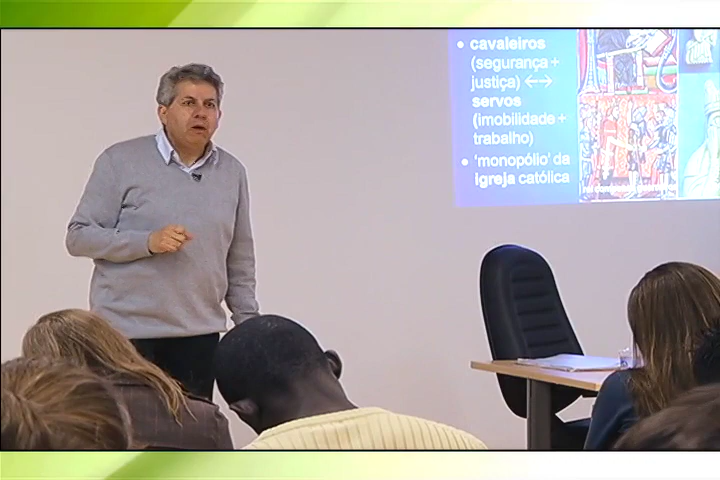 • cavaleiros
(segurança +
justiça) ↔
servos
(imobilidade +
trabalho)
• 'monopólio' da
Igreja católica